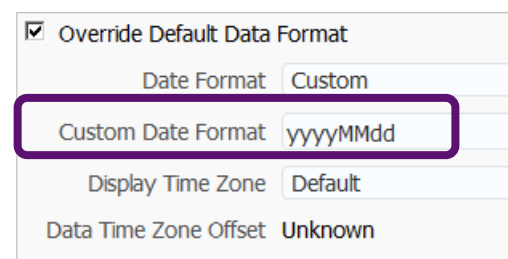 Override Default Data Format
Date Format Custom
Custom Date Format yyyyMMdd
Display Time Zone Default
Data Time Zone Offset Unknown